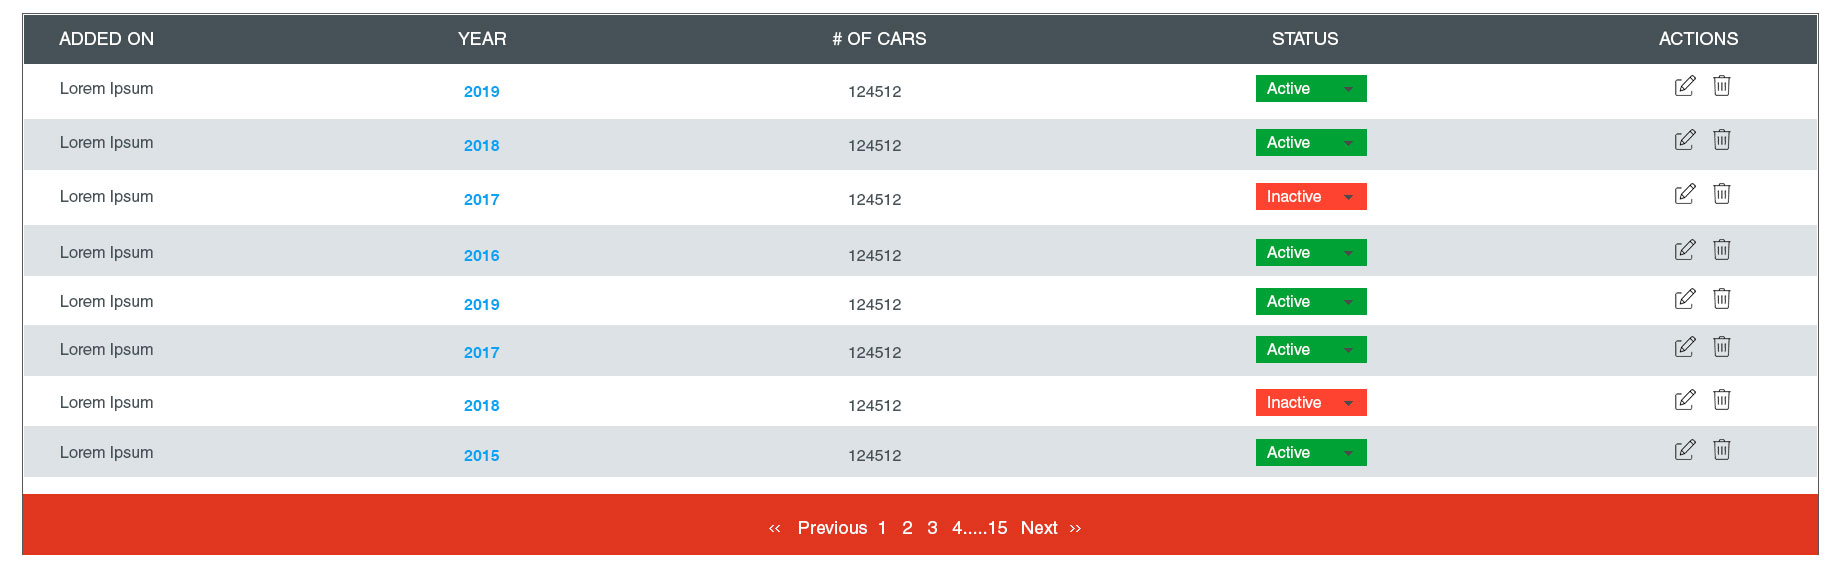 ADDED ON YEAR # OF CARS STATUS ACTIONS
Lorem Ipsum 2019 124512 Active
Lorem Ipsum 2018 124512 Active
Lorem Ipsum 2017 124512 Inactive
Lorem Ipsum 2016 124512 Active
Lorem Ipsum 2019 124512 Active
Lorem Ipsum 2017 124512 Active
Lorem Ipsum 2018 124512 Inactive
Lorem Ipsum 2015 124512 Active
‹‹ Previous 1 2 3 4.....15 Next ››